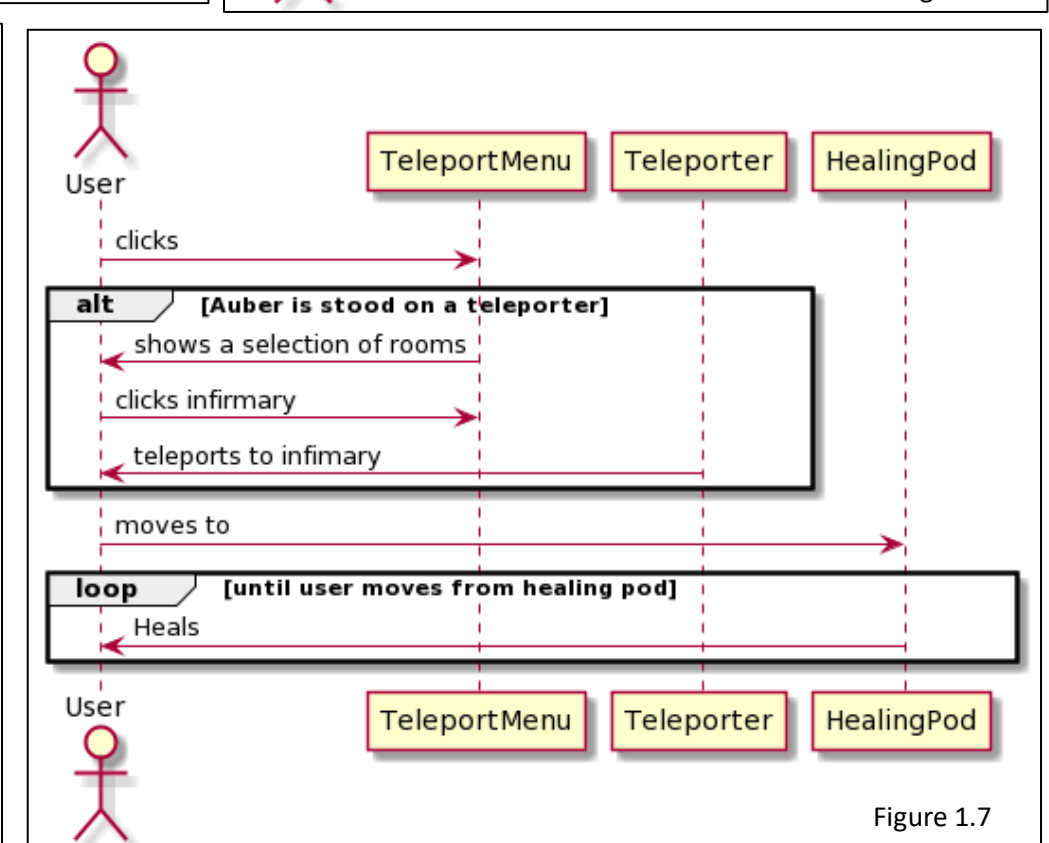 User
TeleportMenu
Teleporter
HealingPod
clicks
alt [Auber is stood on a teleporter]
shows a selection of rooms
clicks infirmary
teleports to infimary
moves to
loop [until user moves from healing pod]
Heals
User
TeleportMenu
Teleporter
HealingPod
Figure 1.7